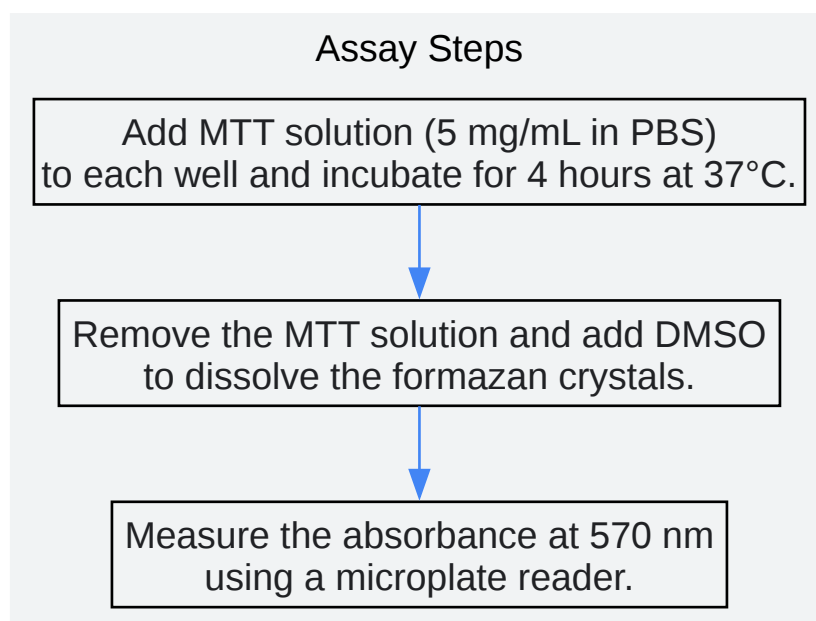 Assay Steps
Add MTT solution (5 mg/mL in PBS)
to each well and incubate for 4 hours at 37°C.
Remove the MTT solution and add DMSO
to dissolve the formazan crystals.
Measure the absorbance at 570 nm
using a microplate reader.